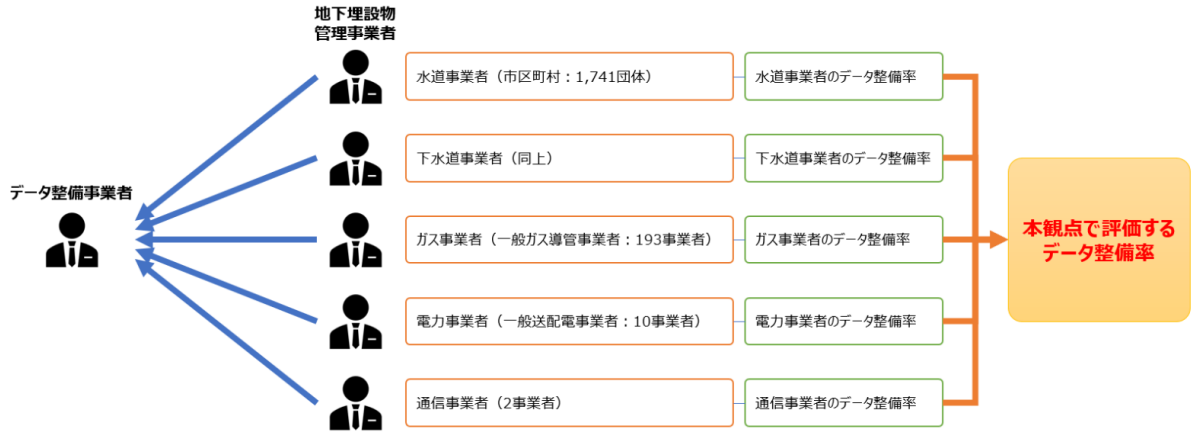 地下埋設物
管理事業者
水道事業者（市区町村：1,741団体）
水道事業者のデータ整備率
下水道事業者（同上）
下水道事業者のデータ整備率
データ整備事業者
ガス事業者（一般ガス導管事業者：193事業者）
ガス事業者のデータ整備率
本観点で評価する
データ整備率
電力事業者（一般送配電事業者：10事業者）
電力事業者のデータ整備率
通信事業者（2事業者）
通信事業者のデータ整備率